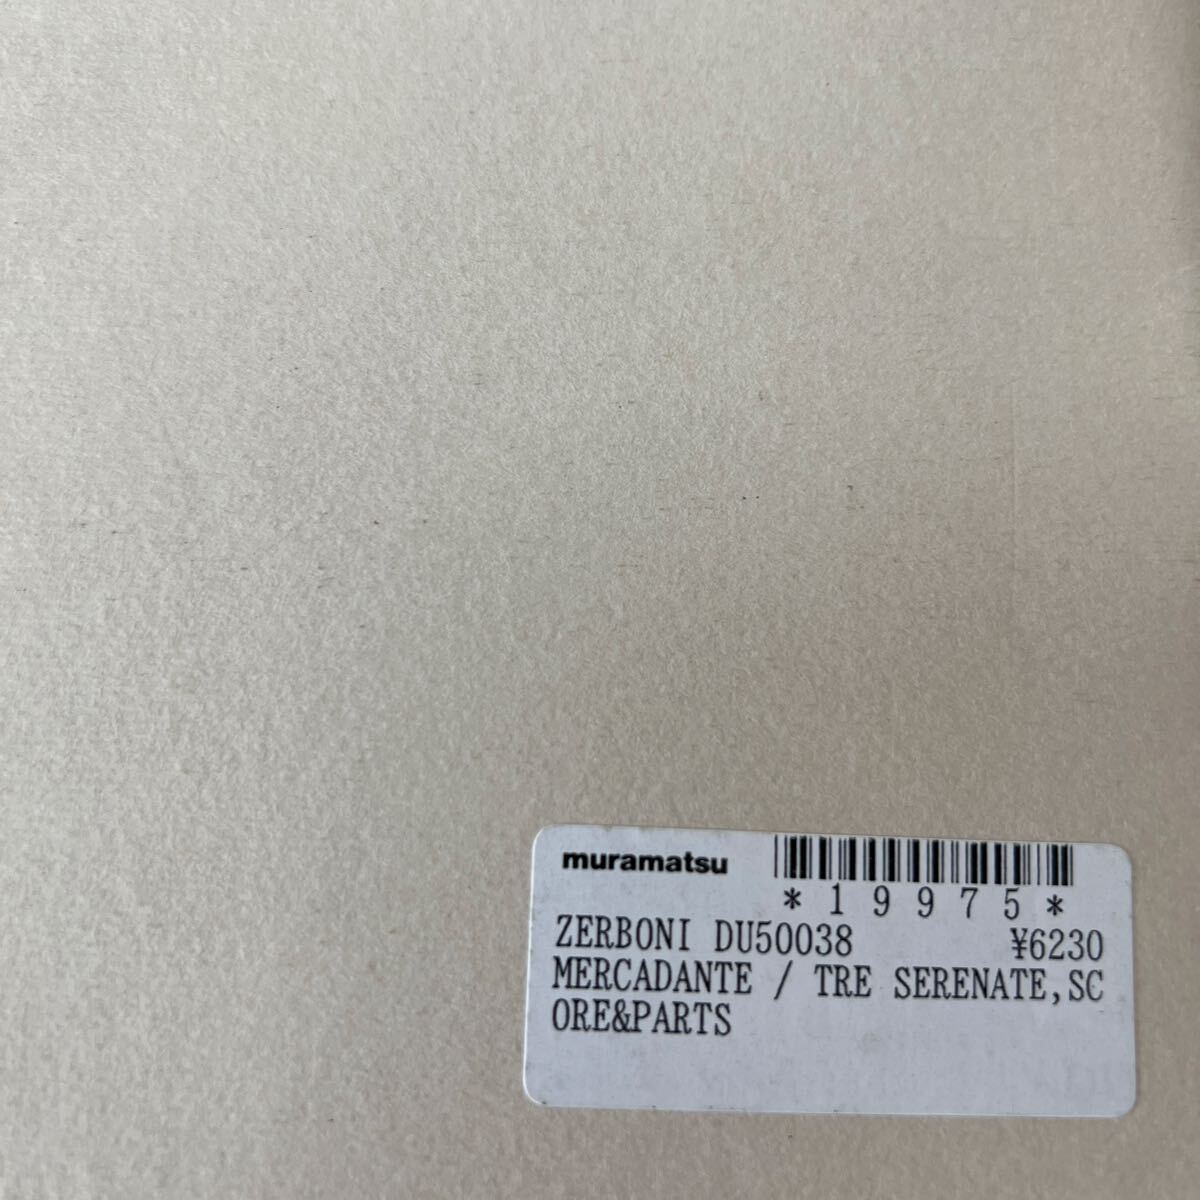 muramatsu
*19975*
ZERBONI DU50038 ¥6230
MERCADANTE / TRE SERENATE,SC
ORE&PARTS